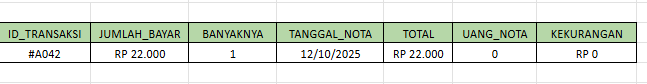 ID_TRANSAKSI JUMLAH_BAYAR BANYAKNYA TANGGAL_NOTA TOTAL UANG_NOTA KEKURANGAN
#A042 RP 22.000 1 12/10/2025 RP 22.000 0 RP 0